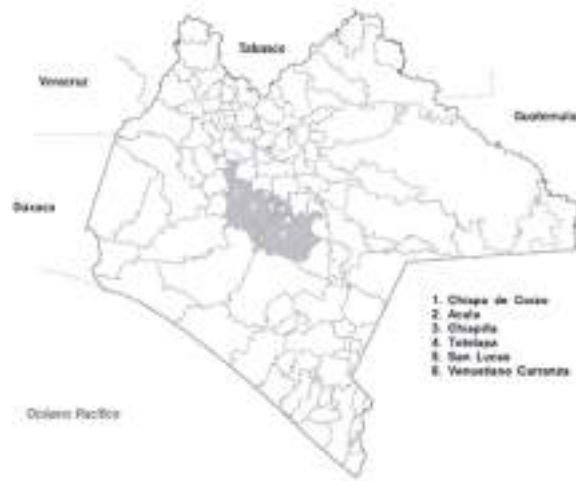 Tabasco
Veracruz
Guatemala
Oaxaca
1. Chiapa de Corzo
2. Acala
3. Chiapilla
4. Totolapa
5. San Lucas
6. Venustiano Carranza
Océano Pacífico